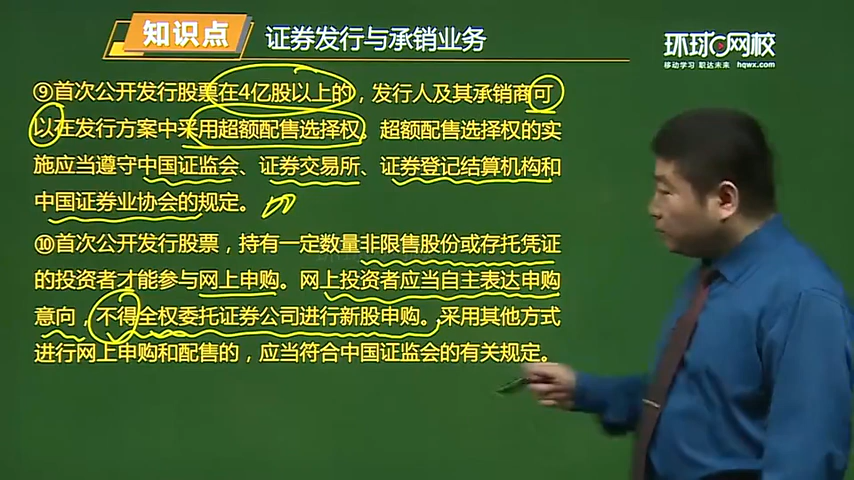 知识点
证券发行与承销业务
环球网校
移动学习 职达未来 hqwx.com
⑨首次公开发行股票在4亿股以上的，发行人及其承销商可
以在发行方案中采用超额配售选择权。超额配售选择权的实
施应当遵守中国证监会、证券交易所、证券登记结算机构和
中国证券业协会的规定。
⑩首次公开发行股票，持有一定数量非限售股份或存托凭证
的投资者才能参与网上申购。网上投资者应当自主表达申购
意向，不得全权委托证券公司进行新股申购。采用其他方式
进行网上申购和配售的，应当符合中国证监会的有关规定。